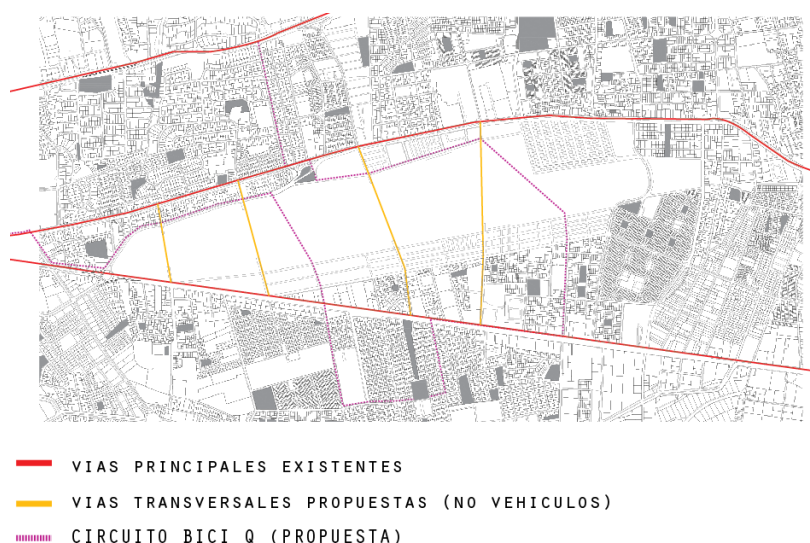 VIAS PRINCIPALES EXISTENTES
VIAS TRANSVERSALES PROPUESTAS (NO VEHICULOS)
CIRCUITO BICI Q (PROPUESTA)